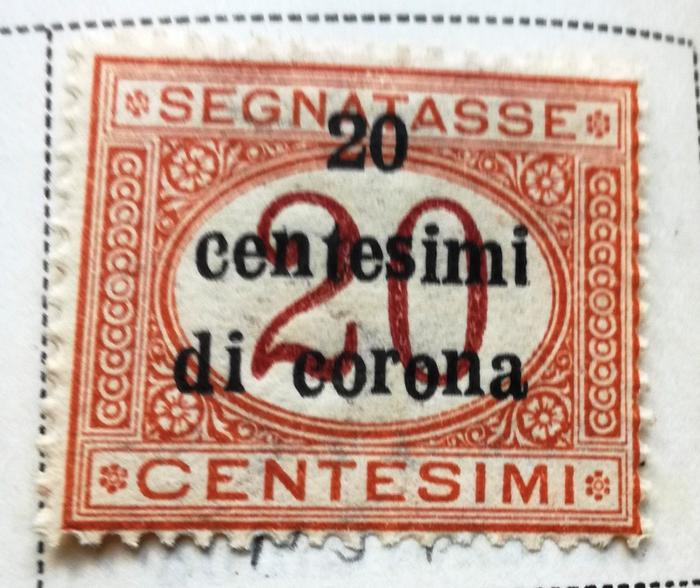 SEGNATASSE
20
20
centesimi
di corona
CENTESIMI